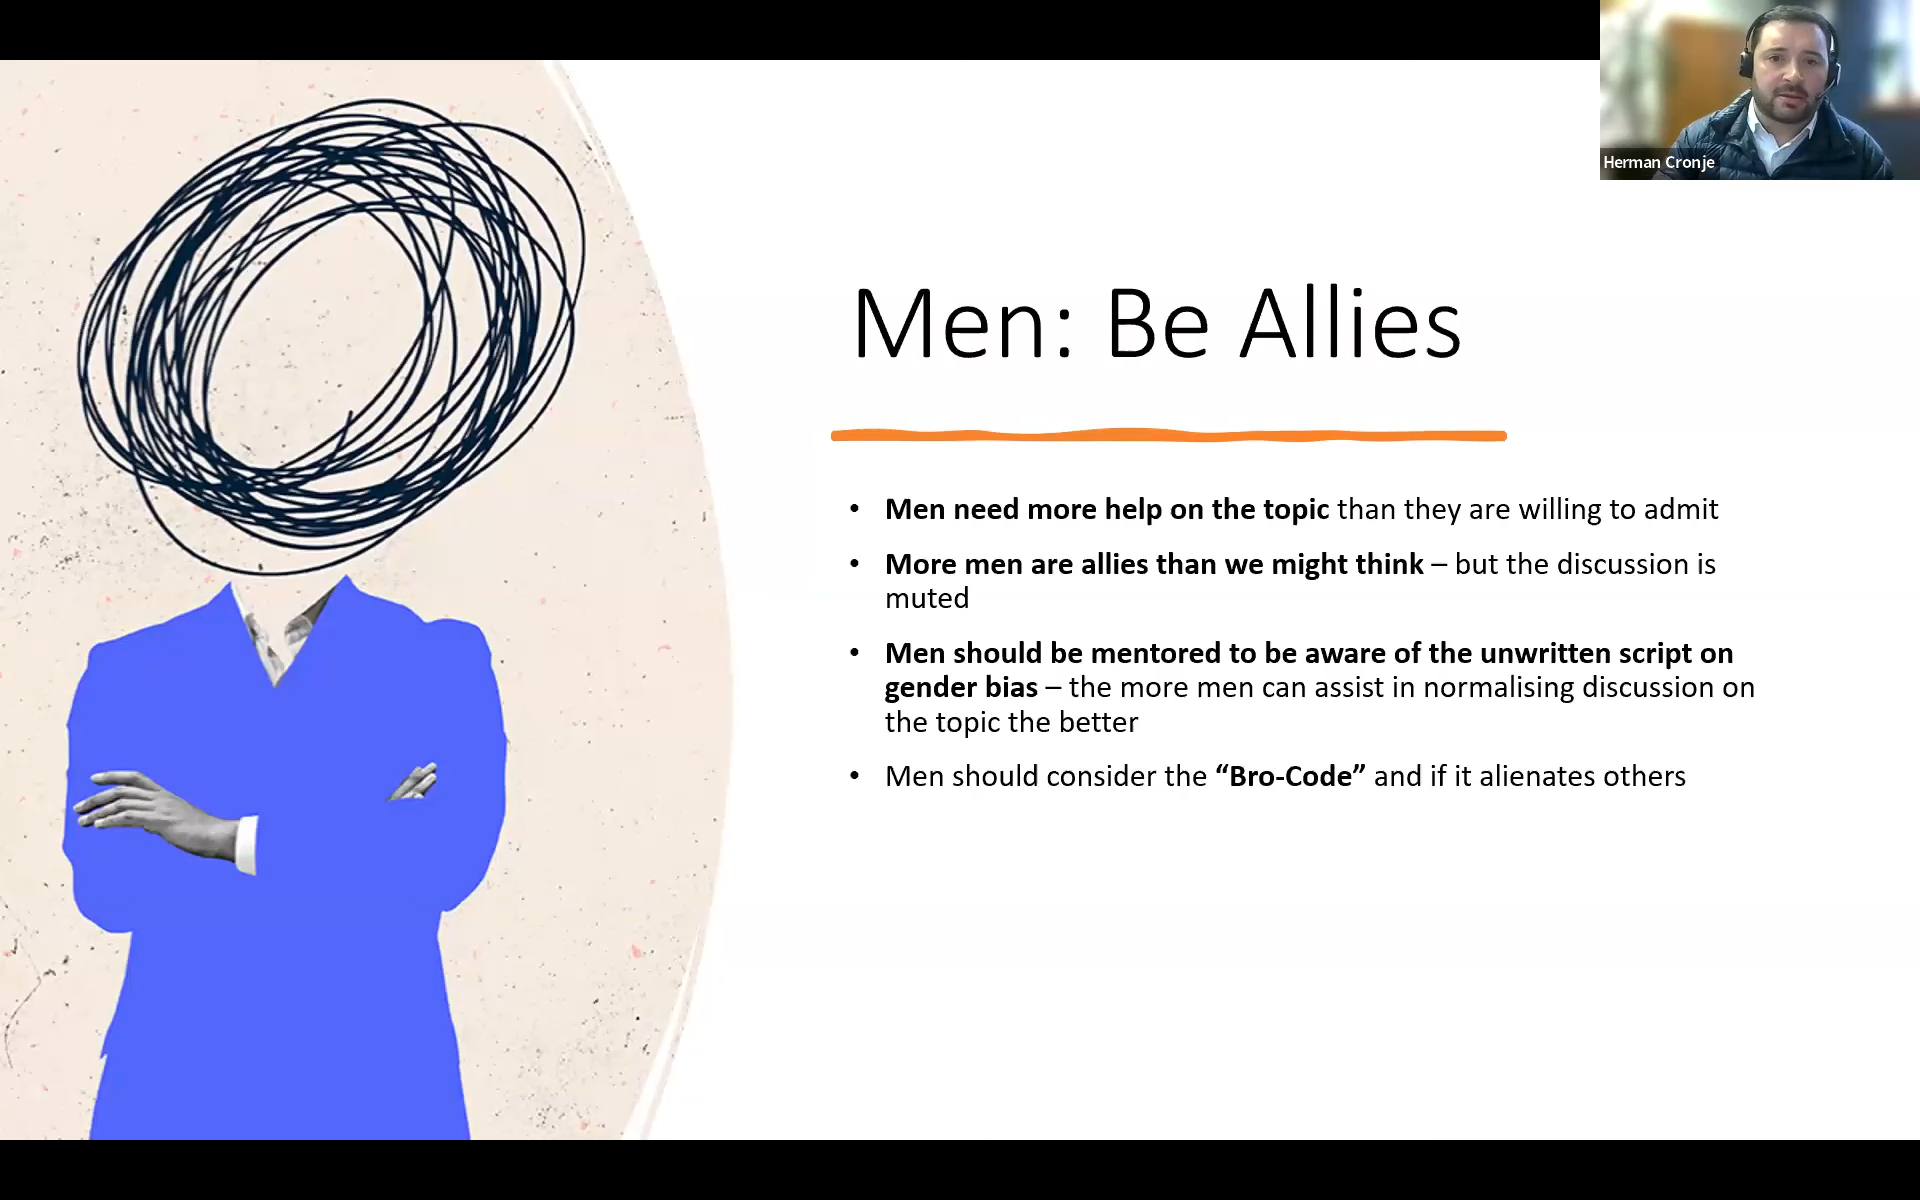 Herman Cronje
Men: Be Allies
• Men need more help on the topic than they are willing to admit
• More men are allies than we might think – but the discussion is
muted
• Men should be mentored to be aware of the unwritten script on
gender bias – the more men can assist in normalising discussion on
the topic the better
• Men should consider the “Bro-Code” and if it alienates others